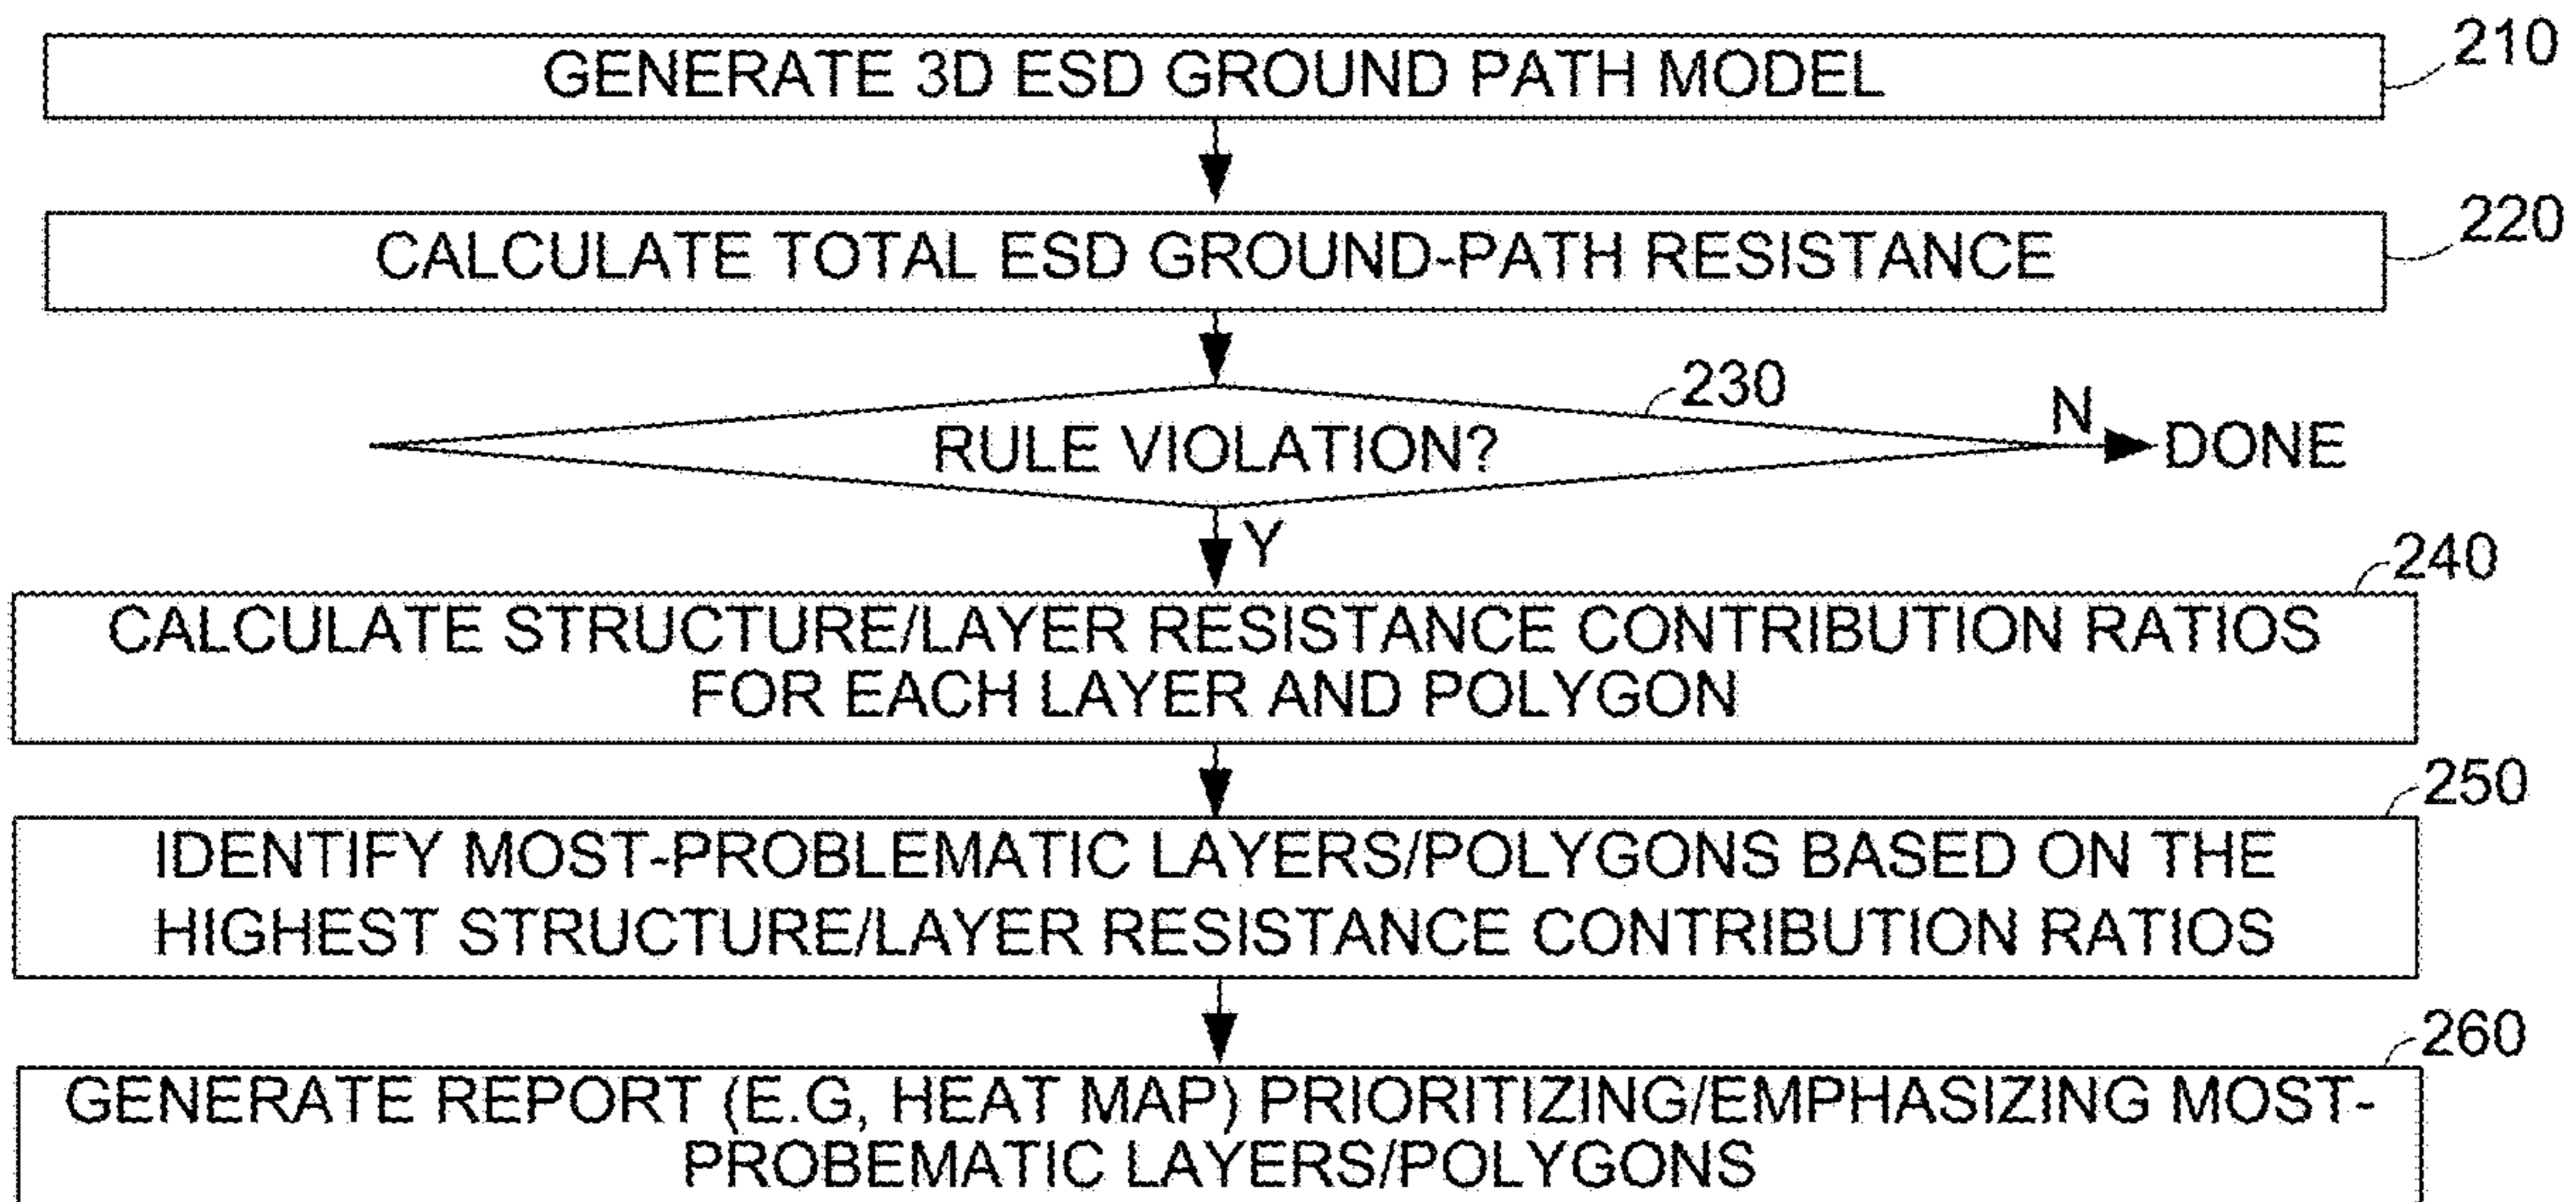 GENERATE 3D ESD GROUND PATH MODEL
210
CALCULATE TOTAL ESD GROUND-PATH RESISTANCE
220
230
RULE VIOLATION?
N
DONE
Y
240
CALCULATE STRUCTURE/LAYER RESISTANCE CONTRIBUTION RATIOS
FOR EACH LAYER AND POLYGON
250
IDENTIFY MOST-PROBLEMATIC LAYERS/POLYGONS BASED ON THE
HIGHEST STRUCTURE/LAYER RESISTANCE CONTRIBUTION RATIOS
260
GENERATE REPORT (E.G, HEAT MAP) PRIORITIZING/EMPHASIZING MOST-
PROBEMATIC LAYERS/POLYGONS